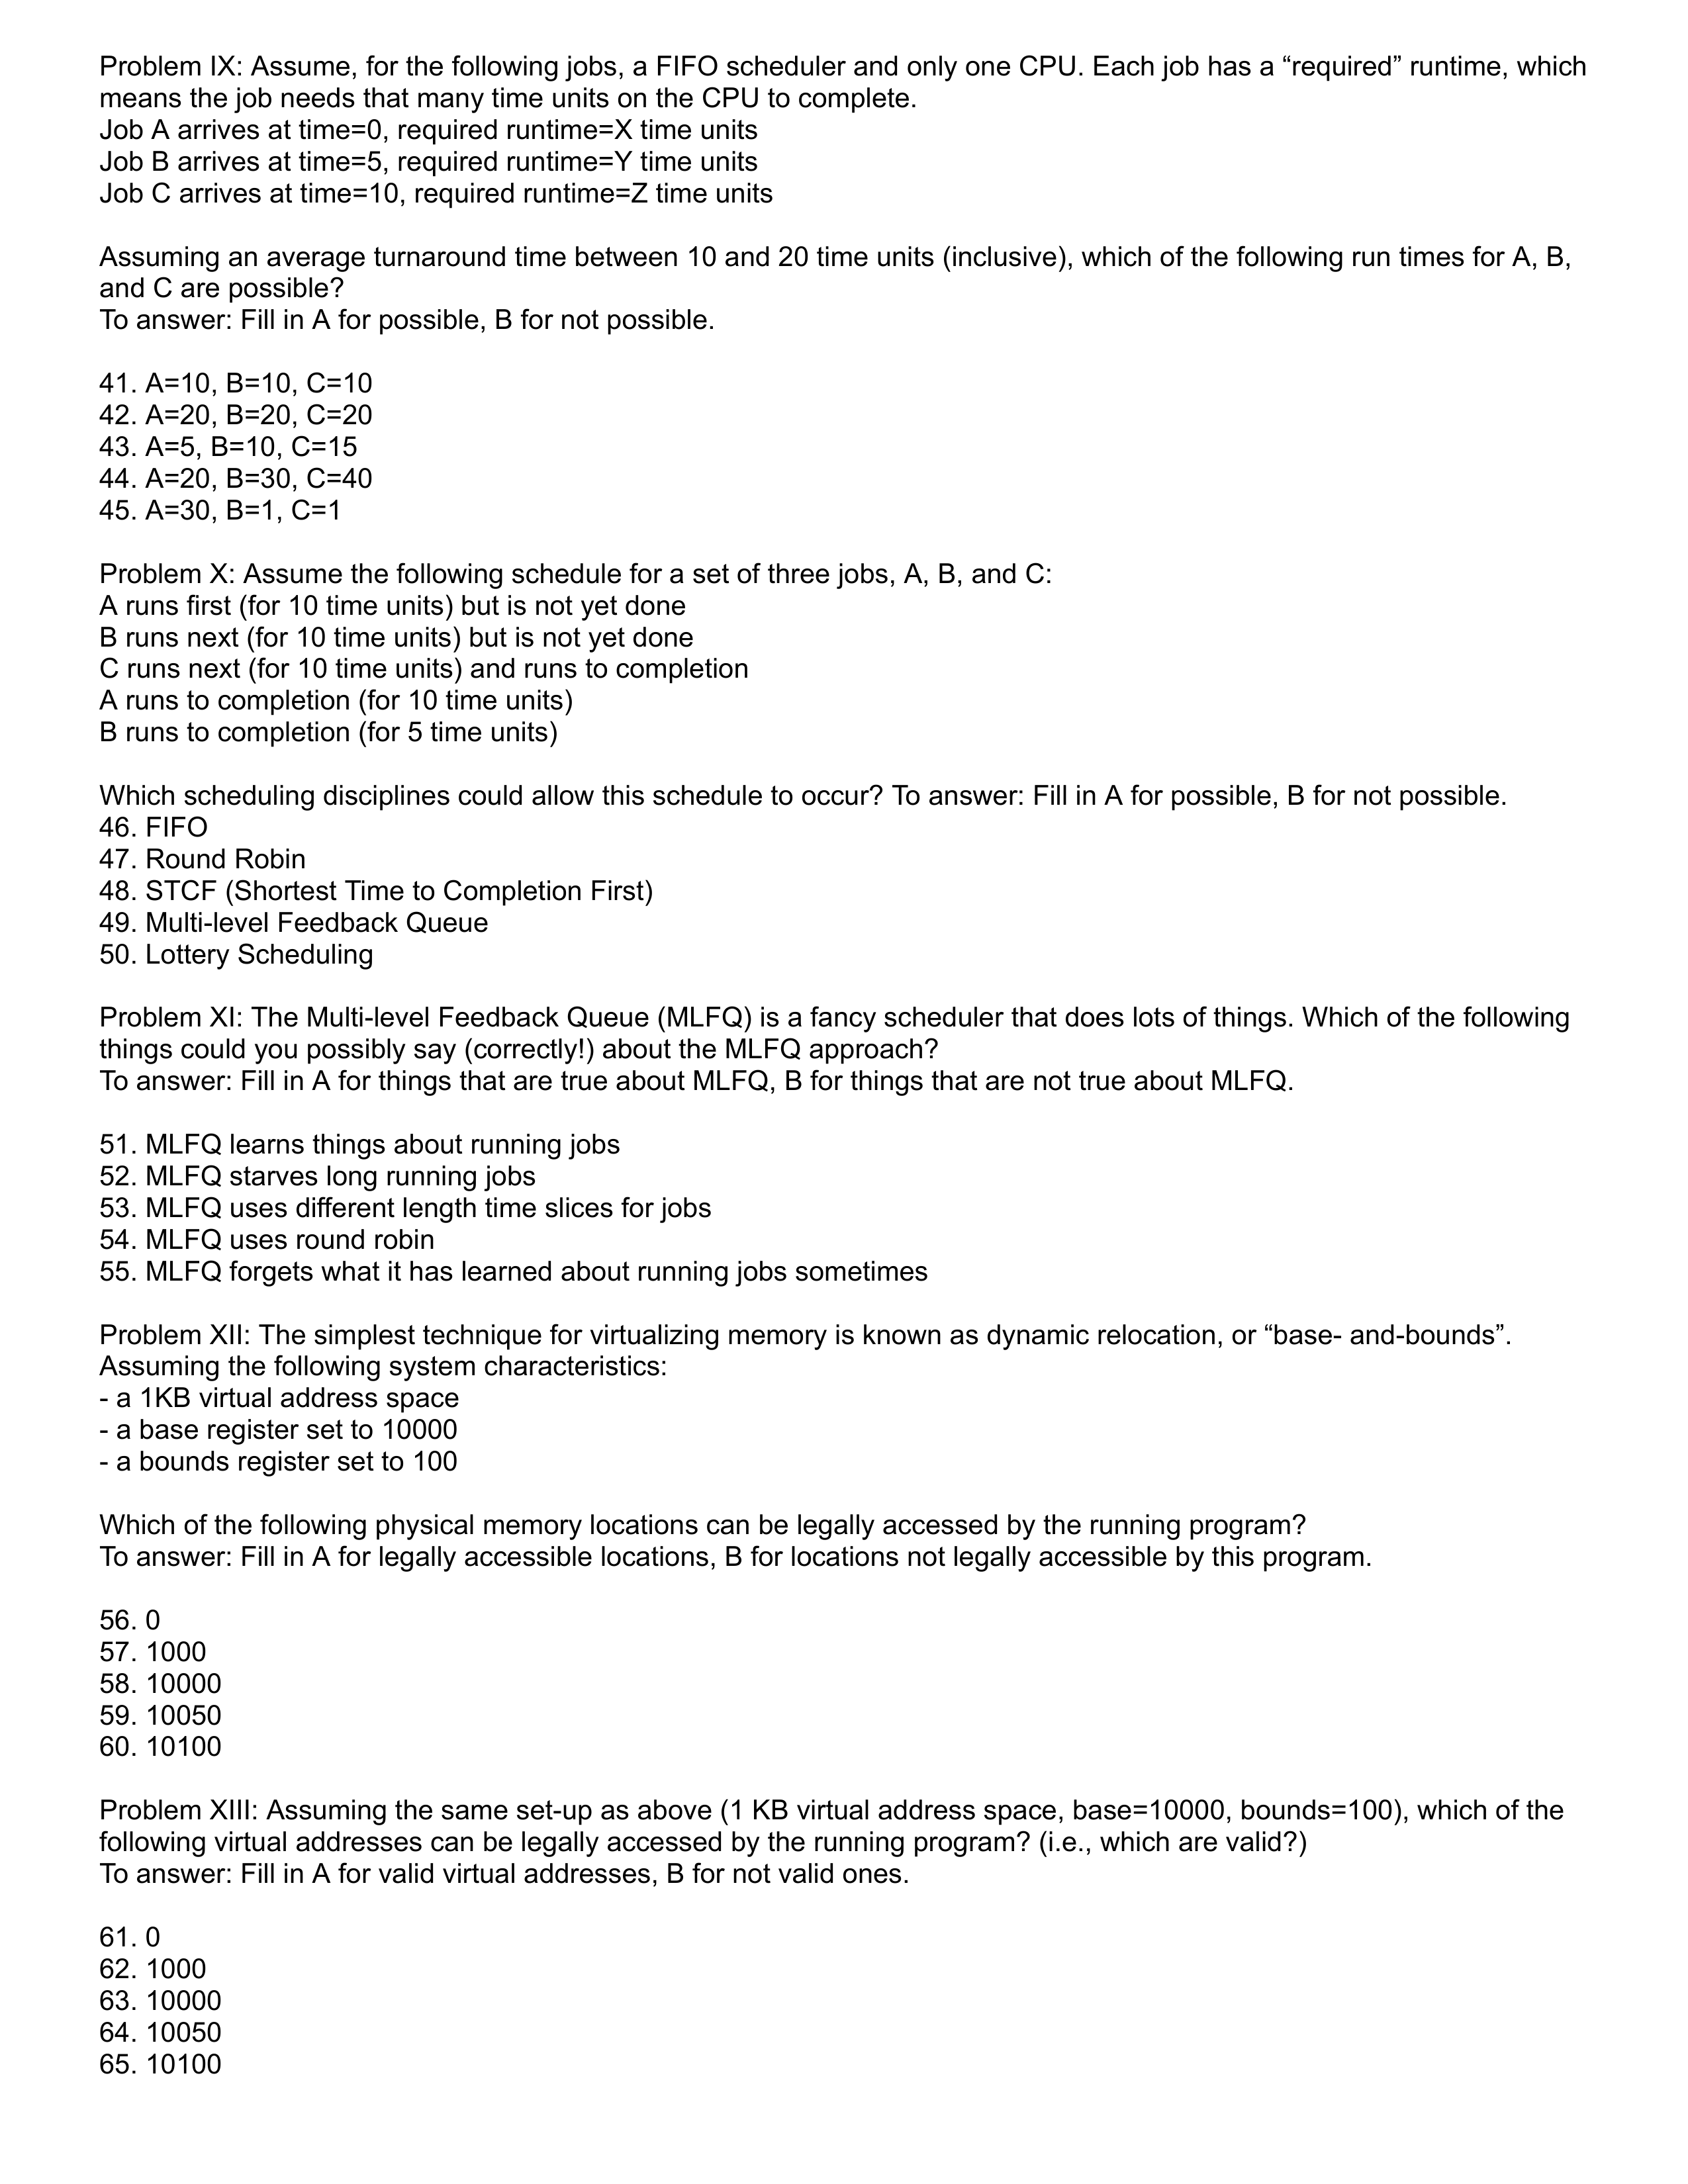 Problem IX: Assume, for the following jobs, a FIFO scheduler and only one CPU. Each job has a “required” runtime, which
means the job needs that many time units on the CPU to complete.
Job A arrives at time=0, required runtime=X time units
Job B arrives at time=5, required runtime=Y time units
Job C arrives at time=10, required runtime=Z time units
Assuming an average turnaround time between 10 and 20 time units (inclusive), which of the following run times for A, B,
and C are possible?
To answer: Fill in A for possible, B for not possible.
41. A=10, B=10, C=10
42. A=20, B=20, C=20
43. A=5, B=10, C=15
44. A=20, B=30, C=40
45. A=30, B=1, C=1
Problem X: Assume the following schedule for a set of three jobs, A, B, and C:
A runs first (for 10 time units) but is not yet done
B runs next (for 10 time units) but is not yet done
C runs next (for 10 time units) and runs to completion
A runs to completion (for 10 time units)
B runs to completion (for 5 time units)
Which scheduling disciplines could allow this schedule to occur? To answer: Fill in A for possible, B for not possible.
46. FIFO
47. Round Robin
48. STCF (Shortest Time to Completion First)
49. Multi-level Feedback Queue
50. Lottery Scheduling
Problem XI: The Multi-level Feedback Queue (MLFQ) is a fancy scheduler that does lots of things. Which of the following
things could you possibly say (correctly!) about the MLFQ approach?
To answer: Fill in A for things that are true about MLFQ, B for things that are not true about MLFQ.
51. MLFQ learns things about running jobs
52. MLFQ starves long running jobs
53. MLFQ uses different length time slices for jobs
54. MLFQ uses round robin
55. MLFQ forgets what it has learned about running jobs sometimes
Problem XII: The simplest technique for virtualizing memory is known as dynamic relocation, or “base- and-bounds”.
Assuming the following system characteristics:
- a 1KB virtual address space
- a base register set to 10000
- a bounds register set to 100
Which of the following physical memory locations can be legally accessed by the running program?
To answer: Fill in A for legally accessible locations, B for locations not legally accessible by this program.
56. 0
57. 1000
58. 10000
59. 10050
60. 10100
Problem XIII: Assuming the same set-up as above (1 KB virtual address space, base=10000, bounds=100), which of the
following virtual addresses can be legally accessed by the running program? (i.e., which are valid?)
To answer: Fill in A for valid virtual addresses, B for not valid ones.
61. 0
62. 1000
63. 10000
64. 10050
65. 10100